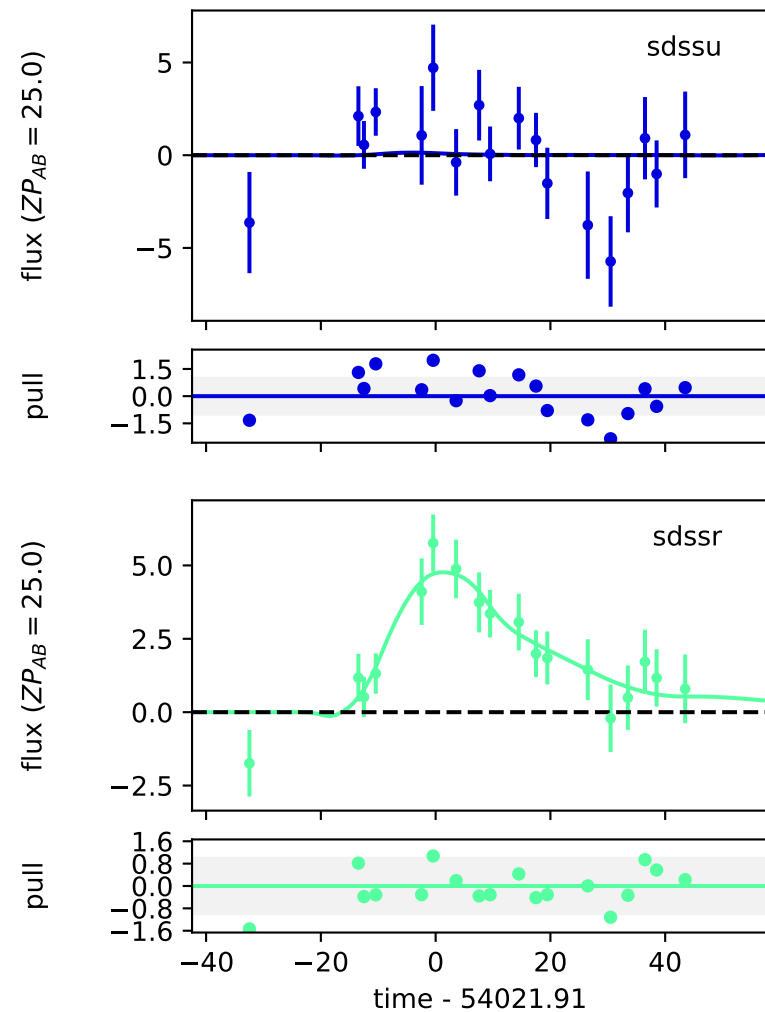 flux (ZP_AB = 25.0)
5
0
−5
sdssu
pull
1.5
0.0
−1.5
flux (ZP_AB = 25.0)
5.0
2.5
0.0
−2.5
sdssr
pull
1.6
0.8
0.0
−0.8
−1.6
−40 −20 0 20 40
time - 54021.91